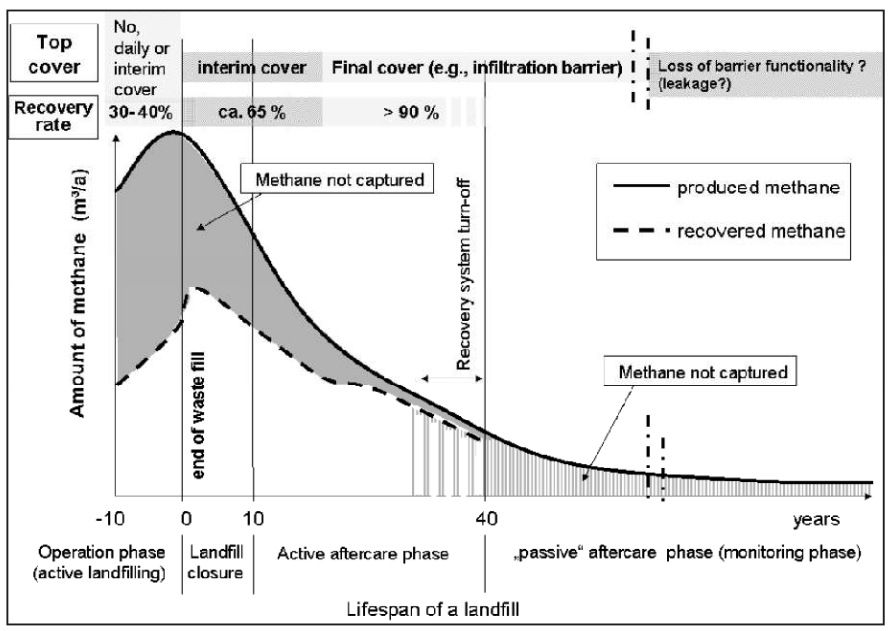 Top
cover
No,
daily or
interim
cover
interim cover
Final cover (e.g., infiltration barrier)
Loss of barrier functionality ?
(leakage?)
Recovery
rate
30-40%
ca. 65 %
> 90 %
Methane not captured
produced methane
recovered methane
Amount of mcthane (m³/a)
Recovery system turn-off
end of waste fill
Methane not captured
-10
0
10
40
years
Operation phase
(active landfilling)
Landfill
closure
Active aftercare phase
„passive“ aftercare phase (monitoring phase)
Lifespan of a landfill